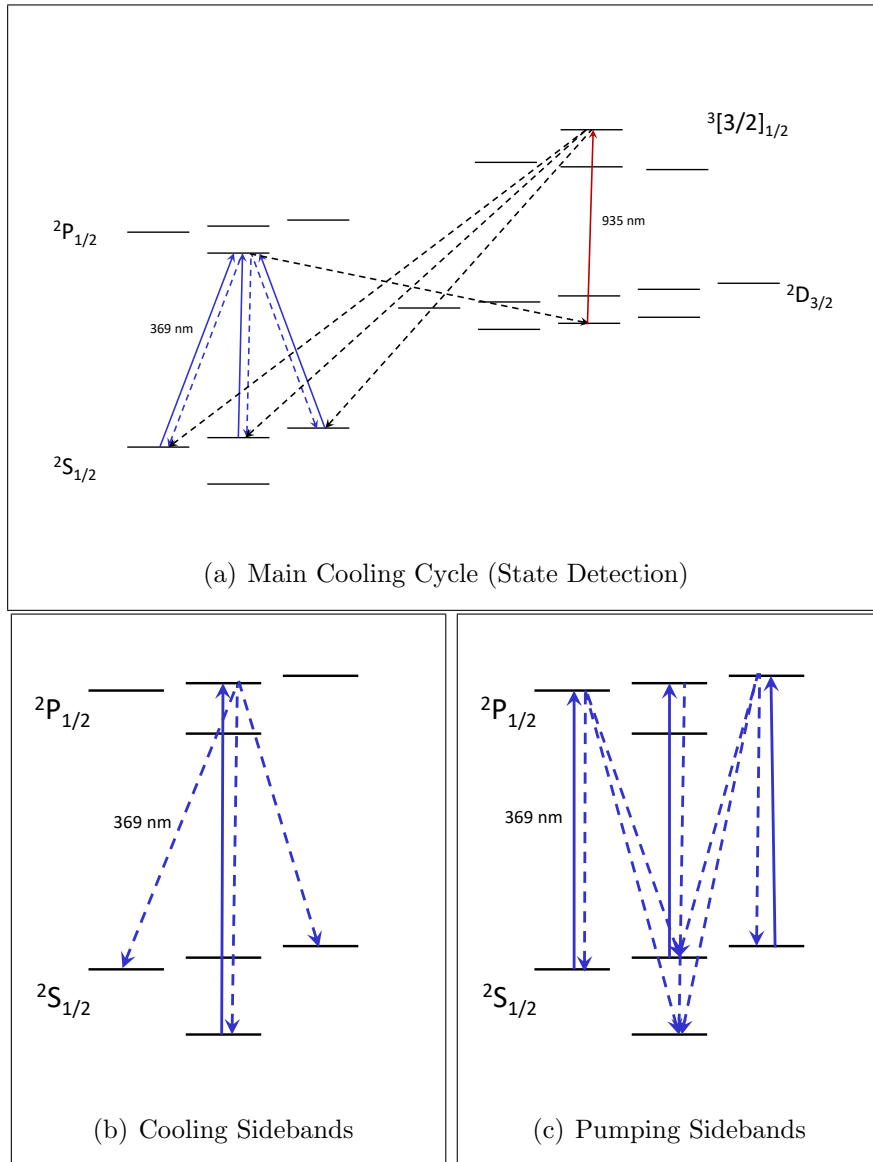 ³[3/2]₁/₂
935 nm
²P₁/₂
²D₃/₂
369 nm
²S₁/₂
(a) Main Cooling Cycle (State Detection)
²P₁/₂
369 nm
²S₁/₂
(b) Cooling Sidebands
²P₁/₂
369 nm
²S₁/₂
(c) Pumping Sidebands